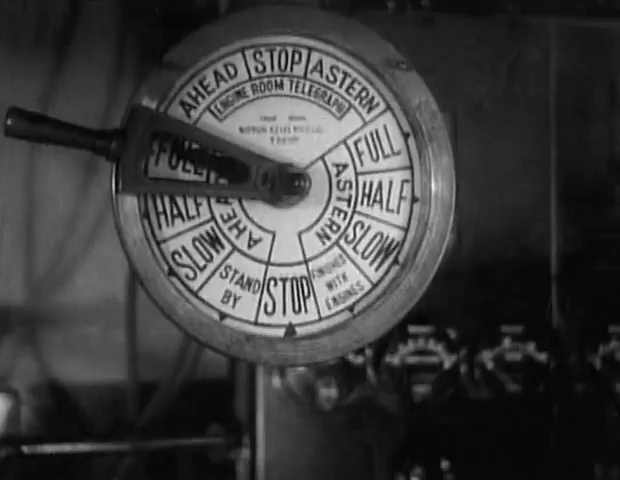 AHEAD
STOP
ASTERN
ENGINE ROOM TELEGRAPH
FULL
HALF
SLOW
STAND
BY
STOP
FINISHED
WITH
ENGINES
SLOW
HALF
FULL
ASTERN